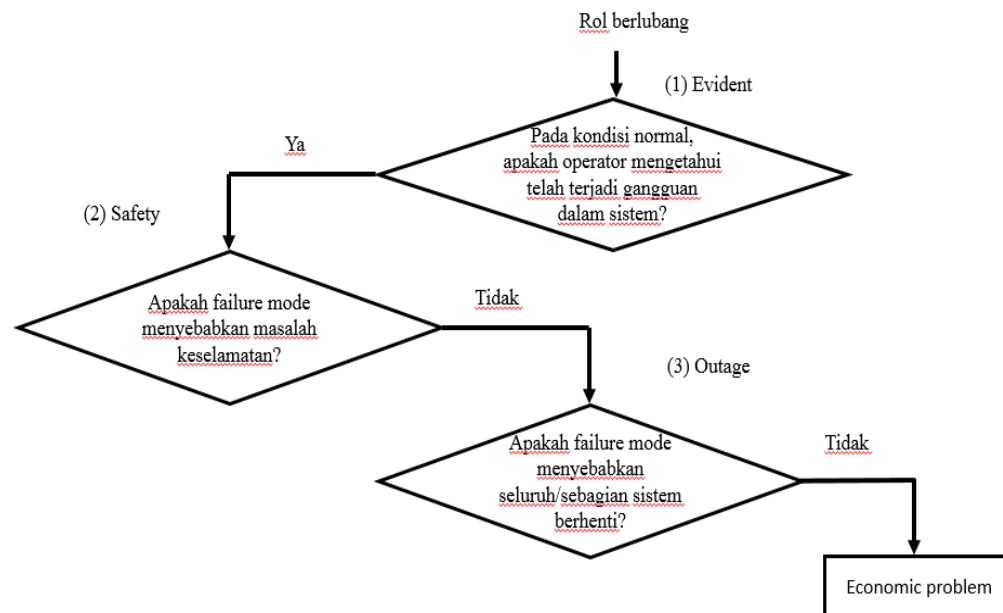 Rol berlubang
(1) Evident
Pada kondisi normal,
apakah operator mengetahui
telah terjadi gangguan
dalam sistem?
Ya
(2) Safety
Apakah failure mode
menyebabkan masalah
keselamatan?
Tidak
(3) Outage
Apakah failure mode
menyebabkan
seluruh/sebagian sistem
berhenti?
Tidak
Economic problem